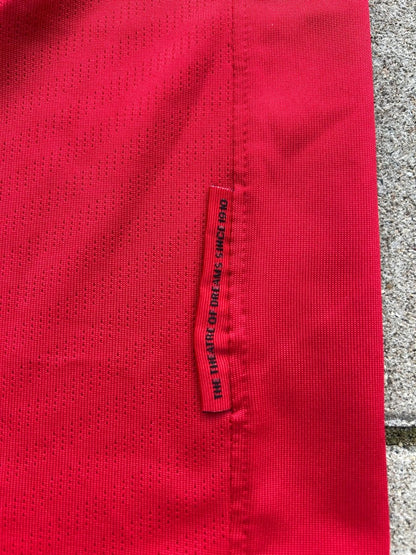 THE THEATRE OF DREAMS SINCE 1910